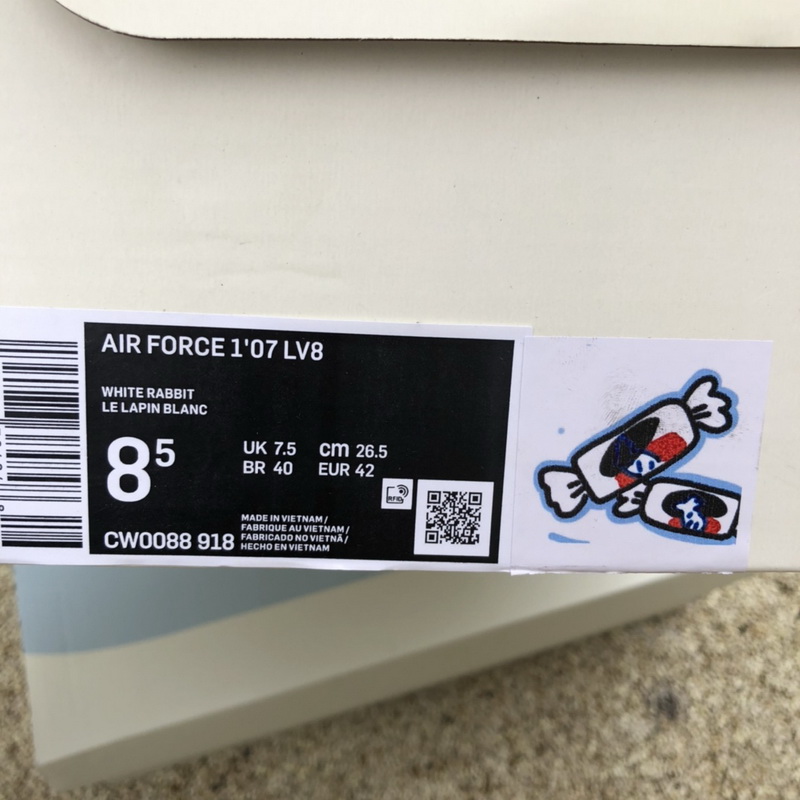 AIR FORCE 1'07 LV8
WHITE RABBIT
LE LAPIN BLANC
8⁵
UK 7.5 cm 26.5
BR 40 EUR 42
RFID
CW0088 918
MADE IN VIETNAM /
FABRIQUE AU VIETNAM /
FABRICADO NO VIETNÃ /
HECHO EN VIETNAM